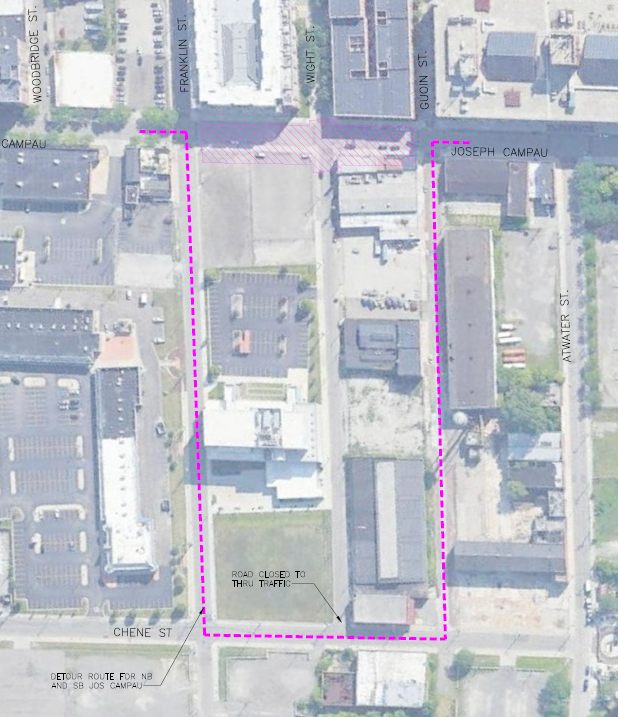 WOODBRIDGE ST.
FRANKLIN ST.
WIGHT ST.
GUOIN ST.
CAMPAU
JOSEPH CAMPAU
ATWATER ST.
ROAD CLOSED TO
THRU TRAFFIC
CHENE ST
DETOUR ROUTE FOR NB
AND SB JOS CAMPAU